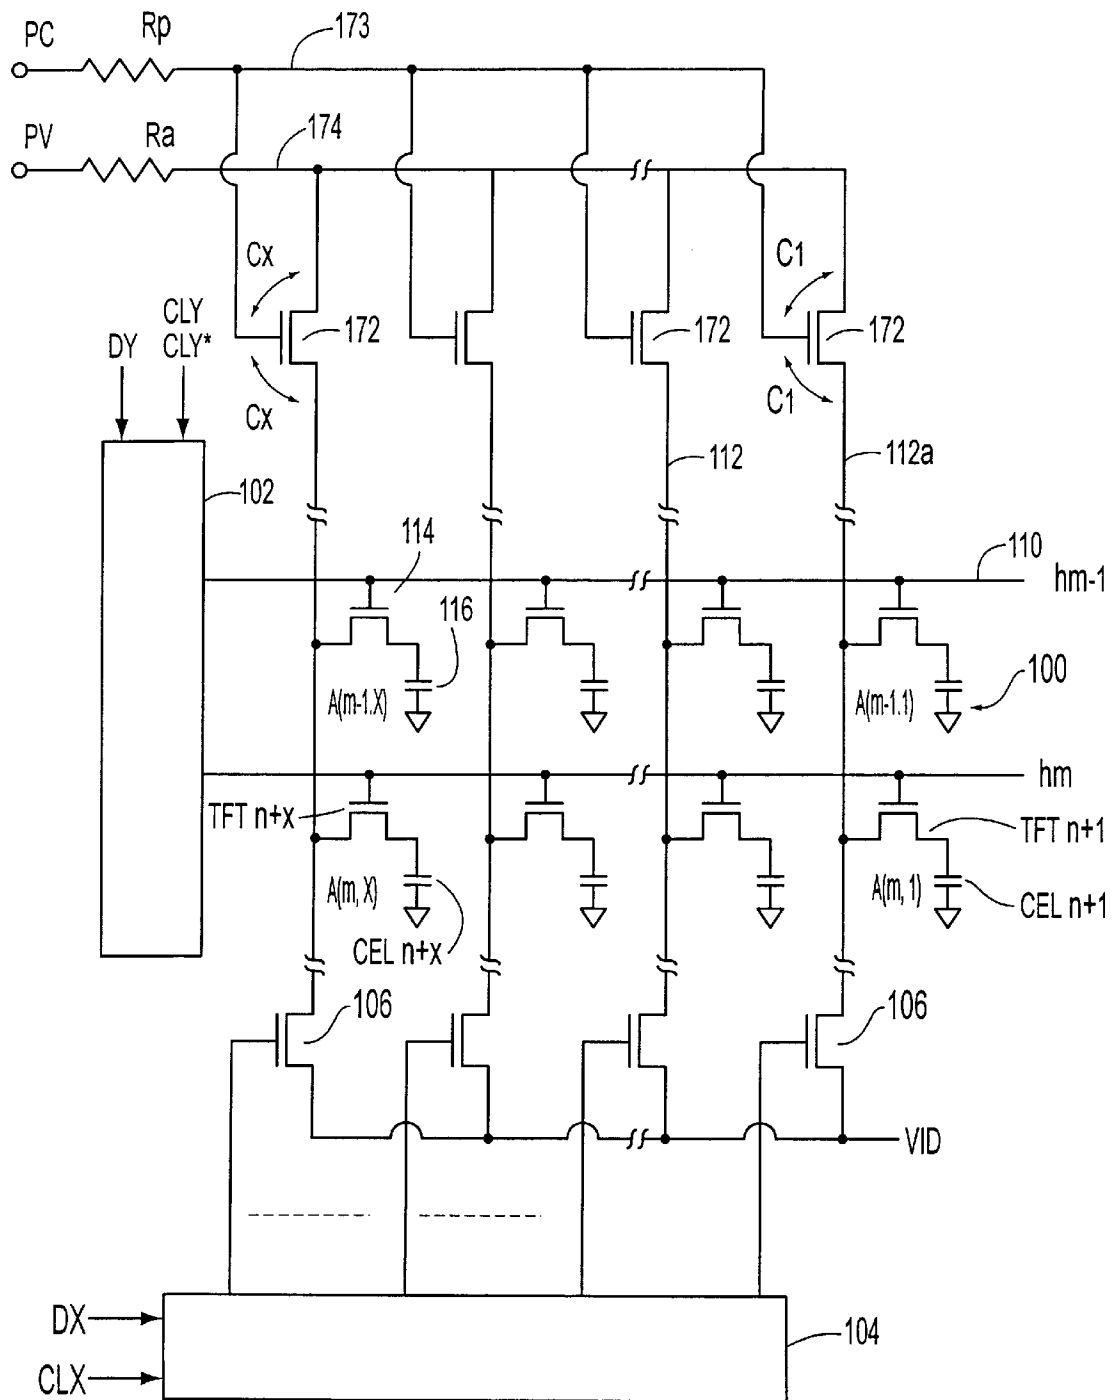 PC
Rp
173
PV
Ra
174
Cx
C1
CLY
CLY*
DY
172
172
172
Cx
C1
112
112a
102
114
110
hm-1
116
100
A(m-1.X)
A(m-1.1)
hm
TFT n+x
TFT n+1
A(m, X)
A(m, 1)
CEL n+1
CEL n+x
106
106
VID
DX
104
CLX